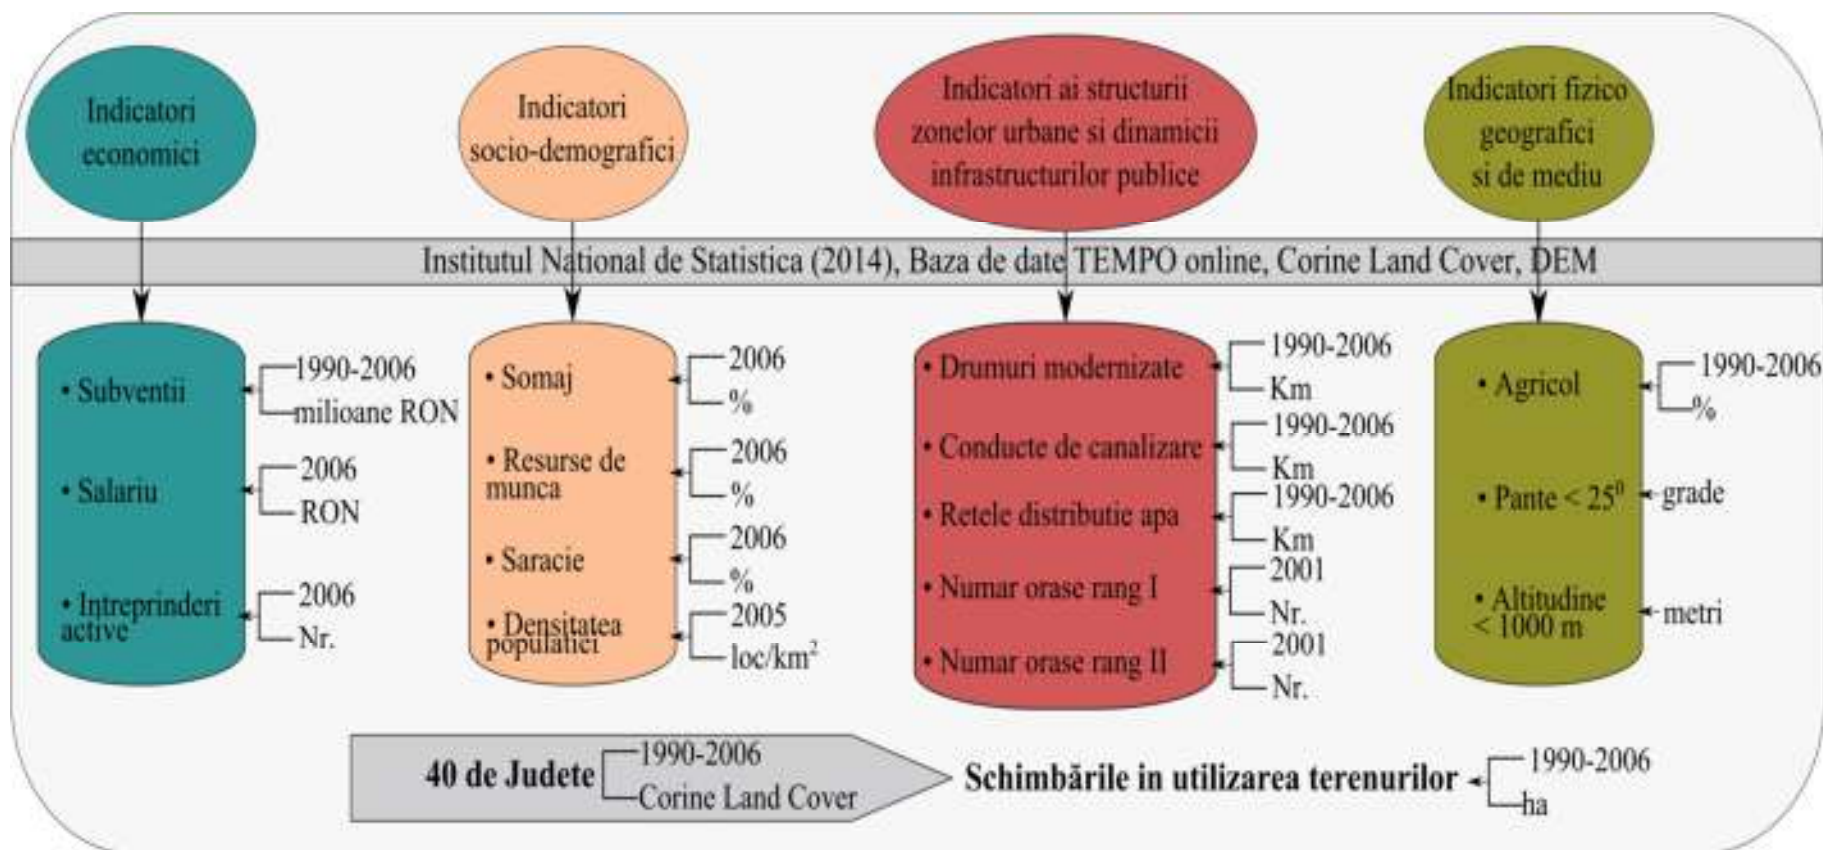 Indicatori
economici
Indicatori
socio-demografici
Indicatori ai structurii
zonelor urbane si dinamicii
infrastructurilor publice
Indicatori fizico
geografici
si de mediu
Institutul National de Statistica (2014), Baza de date TEMPO online, Corine Land Cover, DEM
• Subventii
1990-2006
milioane RON
• Salariu
2006
RON
• Intreprinderi
active
2006
Nr.
• Somaj
2006
%
• Resurse de
munca
2006
%
• Saracie
2006
%
• Densitatea
populatiei
2005
loc/km²
• Drumuri modernizate
1990-2006
Km
• Conducte de canalizare
1990-2006
Km
• Retele distributie apa
1990-2006
Km
• Numar orase rang I
2001
Nr.
• Numar orase rang II
2001
Nr.
• Agricol
1990-2006
%
• Pante < 25⁰
grade
• Altitudine
< 1000 m
metri
40 de Judete
1990-2006
Corine Land Cover
Schimbările in utilizarea terenurilor
1990-2006
ha